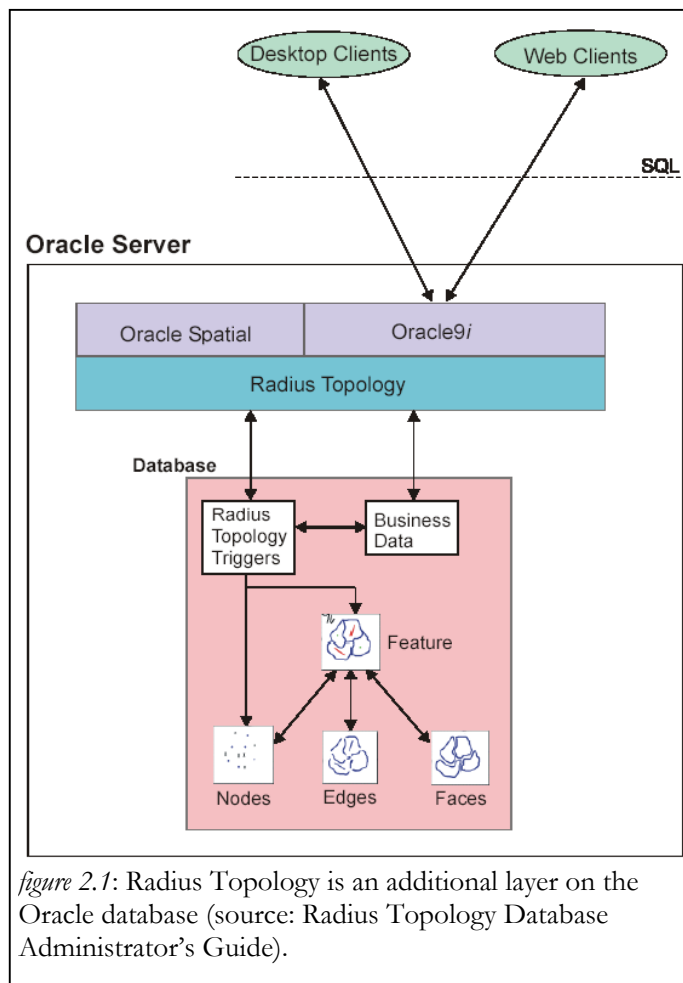 Desktop Clients
Web Clients
SQL
Oracle Server
Oracle Spatial
Oracle9i
Radius Topology
Database
Radius
Topology
Triggers
Business
Data
Feature
Nodes
Edges
Faces
figure 2.1: Radius Topology is an additional layer on the
Oracle database (source: Radius Topology Database
Administrator's Guide).